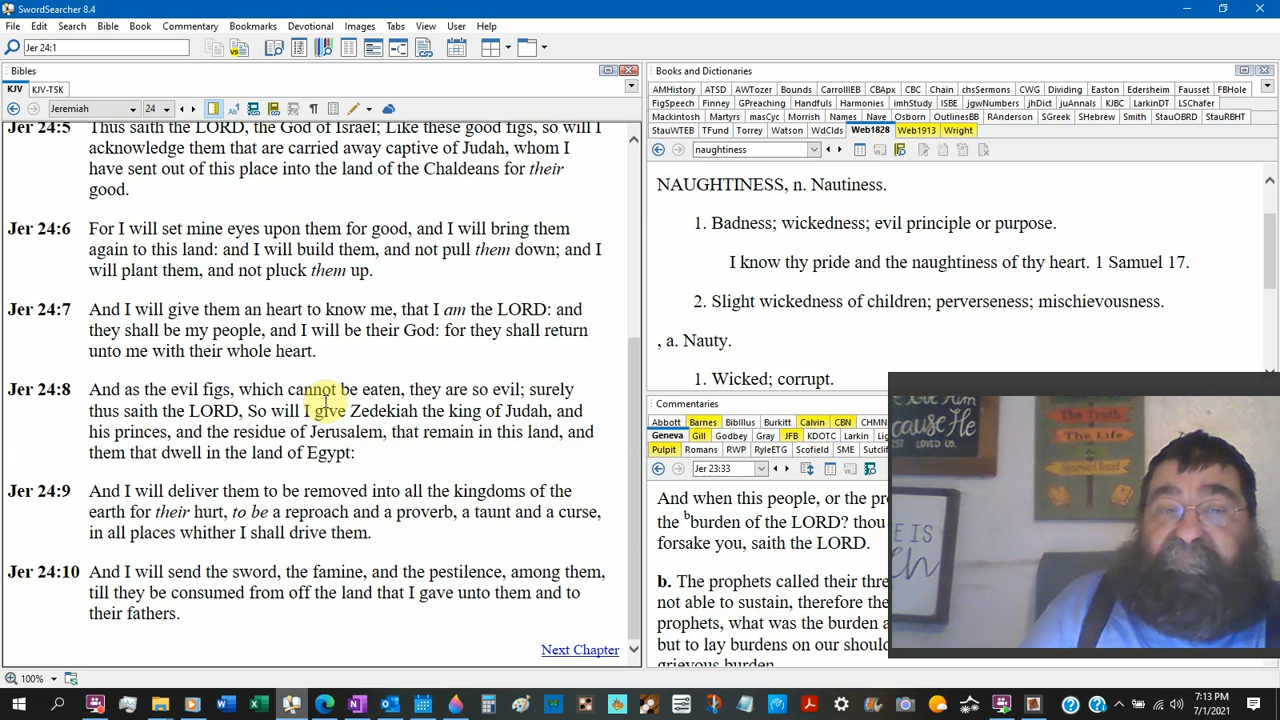 SwordSearcher 8.4
File Edit Search Bible Book Commentary Bookmarks Devotional Images Tabs View User Help
Jer 24:1
Bibles
KJV KJV-TSK
Jeremiah 24
Jer 24:5 Thus saith the LORD, the God of Israel; Like these good figs, so will I
acknowledge them that are carried away captive of Judah, whom I
have sent out of this place into the land of the Chaldeans for their
good.
Jer 24:6 For I will set mine eyes upon them for good, and I will bring them
again to this land: and I will build them, and not pull them down; and I
will plant them, and not pluck them up.
Jer 24:7 And I will give them an heart to know me, that I am the LORD: and
they shall be my people, and I will be their God: for they shall return
unto me with their whole heart.
Jer 24:8 And as the evil figs, which cannot be eaten, they are so evil; surely
thus saith the LORD, So will I give Zedekiah the king of Judah, and
his princes, and the residue of Jerusalem, that remain in this land, and
them that dwell in the land of Egypt:
Jer 24:9 And I will deliver them to be removed into all the kingdoms of the
earth for their hurt, to be a reproach and a proverb, a taunt and a curse,
in all places whither I shall drive them.
Jer 24:10 And I will send the sword, the famine, and the pestilence, among them,
till they be consumed from off the land that I gave unto them and to
their fathers.
Next Chapter
100%
Books and Dictionaries
AMHistory ATSD AWTozer Bounds CarrollIEB CBApx CBC Chain chsSermons CWG Dividing Easton Edersheim Fausset FBHole
FigSpeech Finney GPreaching Handfuls Harmonies imhStudy ISBE jgwNumbers jhDict juAnnals KJBC LarkinDT LSChafer
Mackintosh Martyrs masCyc Morrish Names Nave Osborn OutlinesBB RAnderson SGreek SHebrew Smith StauOBRD StauRBHT
StauWTEB TFund Torrey Watson WdClds Web1828 Web1913 Wright
naughtiness
NAUGHTINESS, n. Nautiness.
1. Badness; wickedness; evil principle or purpose.
I know thy pride and the naughtiness of thy heart. 1 Samuel 17.
2. Slight wickedness of children; perverseness; mischievousness.
, a. Nauty.
1. Wicked; corrupt.
Commentaries
Abbott Barnes BibIllus Burkitt Calvin CBN CHMN
Geneva Gill Godbey Gray JFB KDOTC Larkin
Pulpit Romans RWP RyleETG Scofield SME
Jer 23:33
And when this people, or the
the bburden of the LORD? thou
forsake you, saith the LORD.
b. The prophets called their
not able to sustain, therefore the
prophets, what was the burden
but to lay burdens on our
grievous burden
cause He
FIRST LOVED US.
The Truth
The Life
7:13 PM
7/1/2021